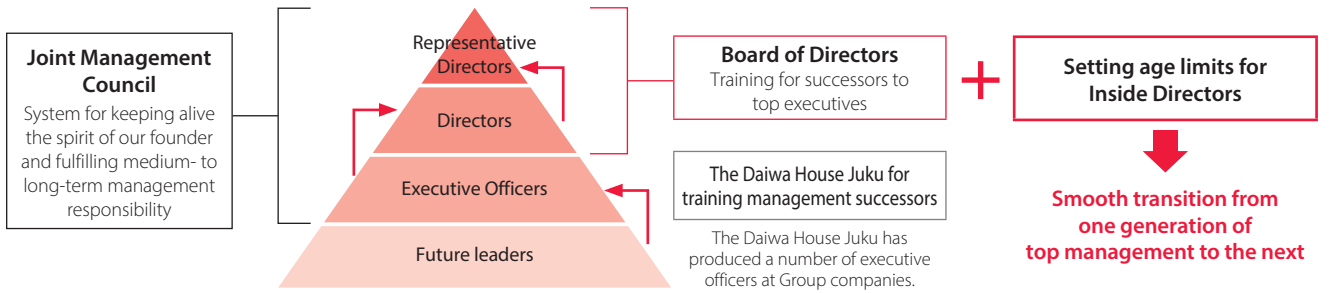 Joint Management
Council
System for keeping alive
the spirit of our founder
and fulfilling medium- to
long-term management
responsibility
Representative
Directors
Directors
Executive Officers
Future leaders
Board of Directors
Training for successors to
top executives
The Daiwa House Juku for
training management successors
The Daiwa House Juku has
produced a number of executive
officers at Group companies.
+
Setting age limits for
Inside Directors
Smooth transition from
one generation of
top management to the next